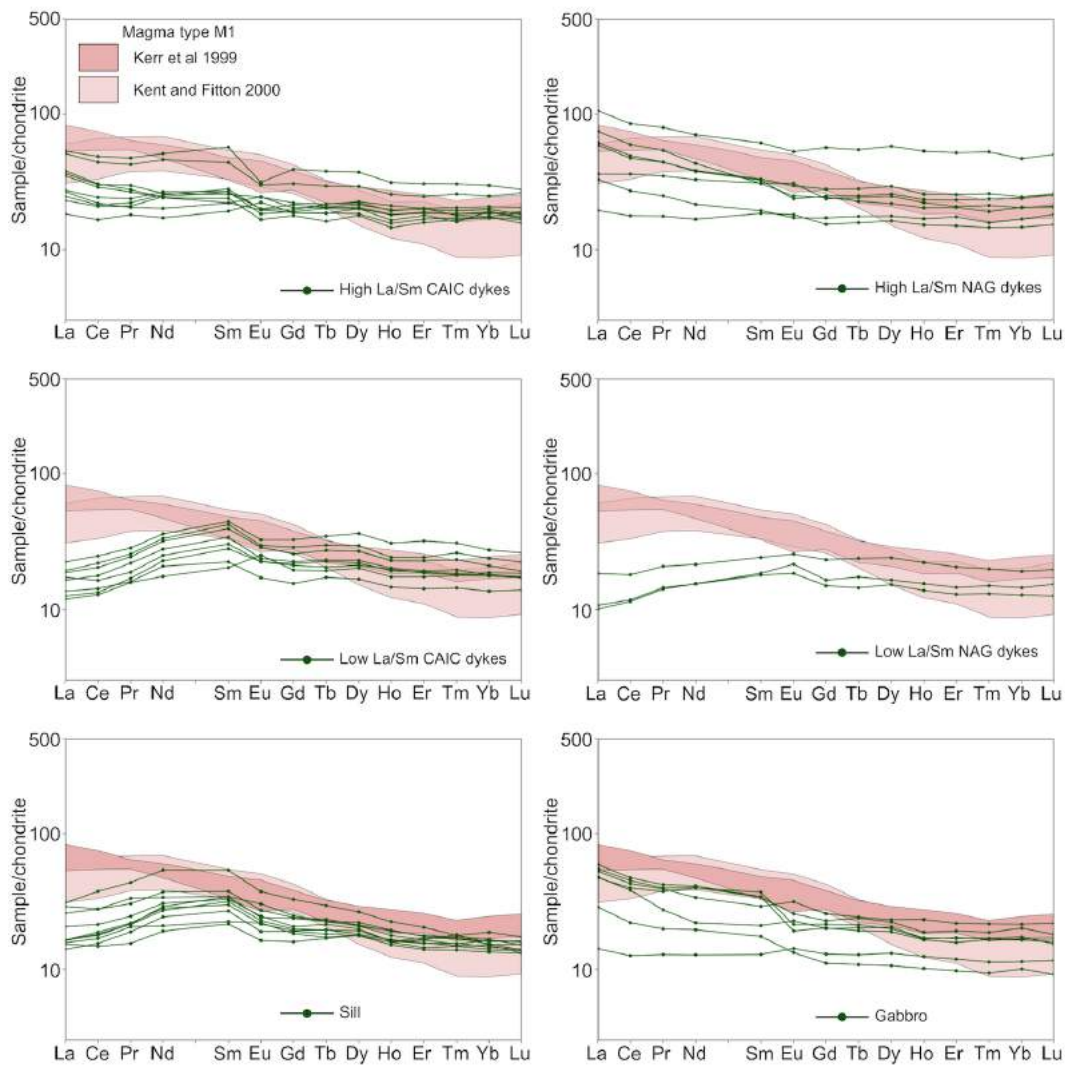 500
Magma type M1
Kerr et al 1999
Kent and Fitton 2000
100
Sample/chondrite
10
High La/Sm CAIC dykes
La Ce Pr Nd Sm Eu Gd Tb Dy Ho Er Tm Yb Lu
500
100
Sample/chondrite
10
High La/Sm NAG dykes
La Ce Pr Nd Sm Eu Gd Tb Dy Ho Er Tm Yb Lu
500
100
Sample/chondrite
10
Low La/Sm CAIC dykes
La Ce Pr Nd Sm Eu Gd Tb Dy Ho Er Tm Yb Lu
500
100
Sample/chondrite
10
Low La/Sm NAG dykes
La Ce Pr Nd Sm Eu Gd Tb Dy Ho Er Tm Yb Lu
500
100
Sample/chondrite
10
Sill
La Ce Pr Nd Sm Eu Gd Tb Dy Ho Er Tm Yb Lu
500
100
Sample/chondrite
10
Gabbro
La Ce Pr Nd Sm Eu Gd Tb Dy Ho Er Tm Yb Lu